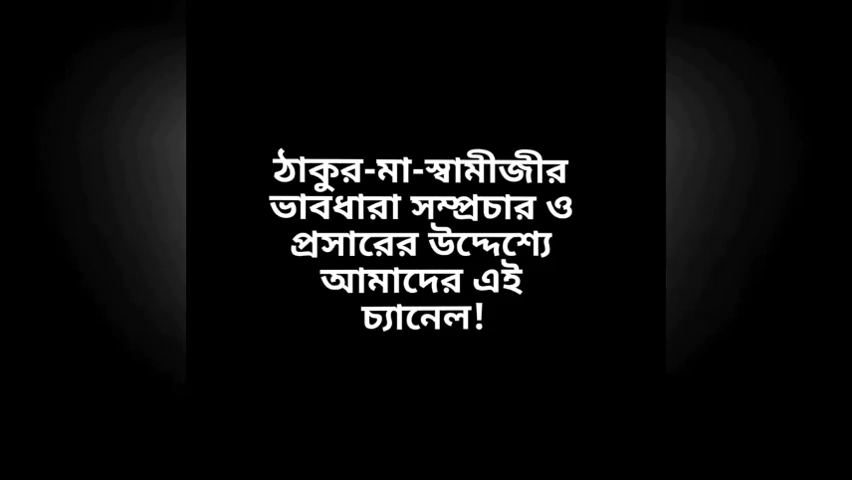 ঠাকুর-মা-স্বামীজীর
ভাবধারা সম্প্রচার ও
প্রসারের উদ্দেশ্যে
আমাদের এই
চ্যানেল!